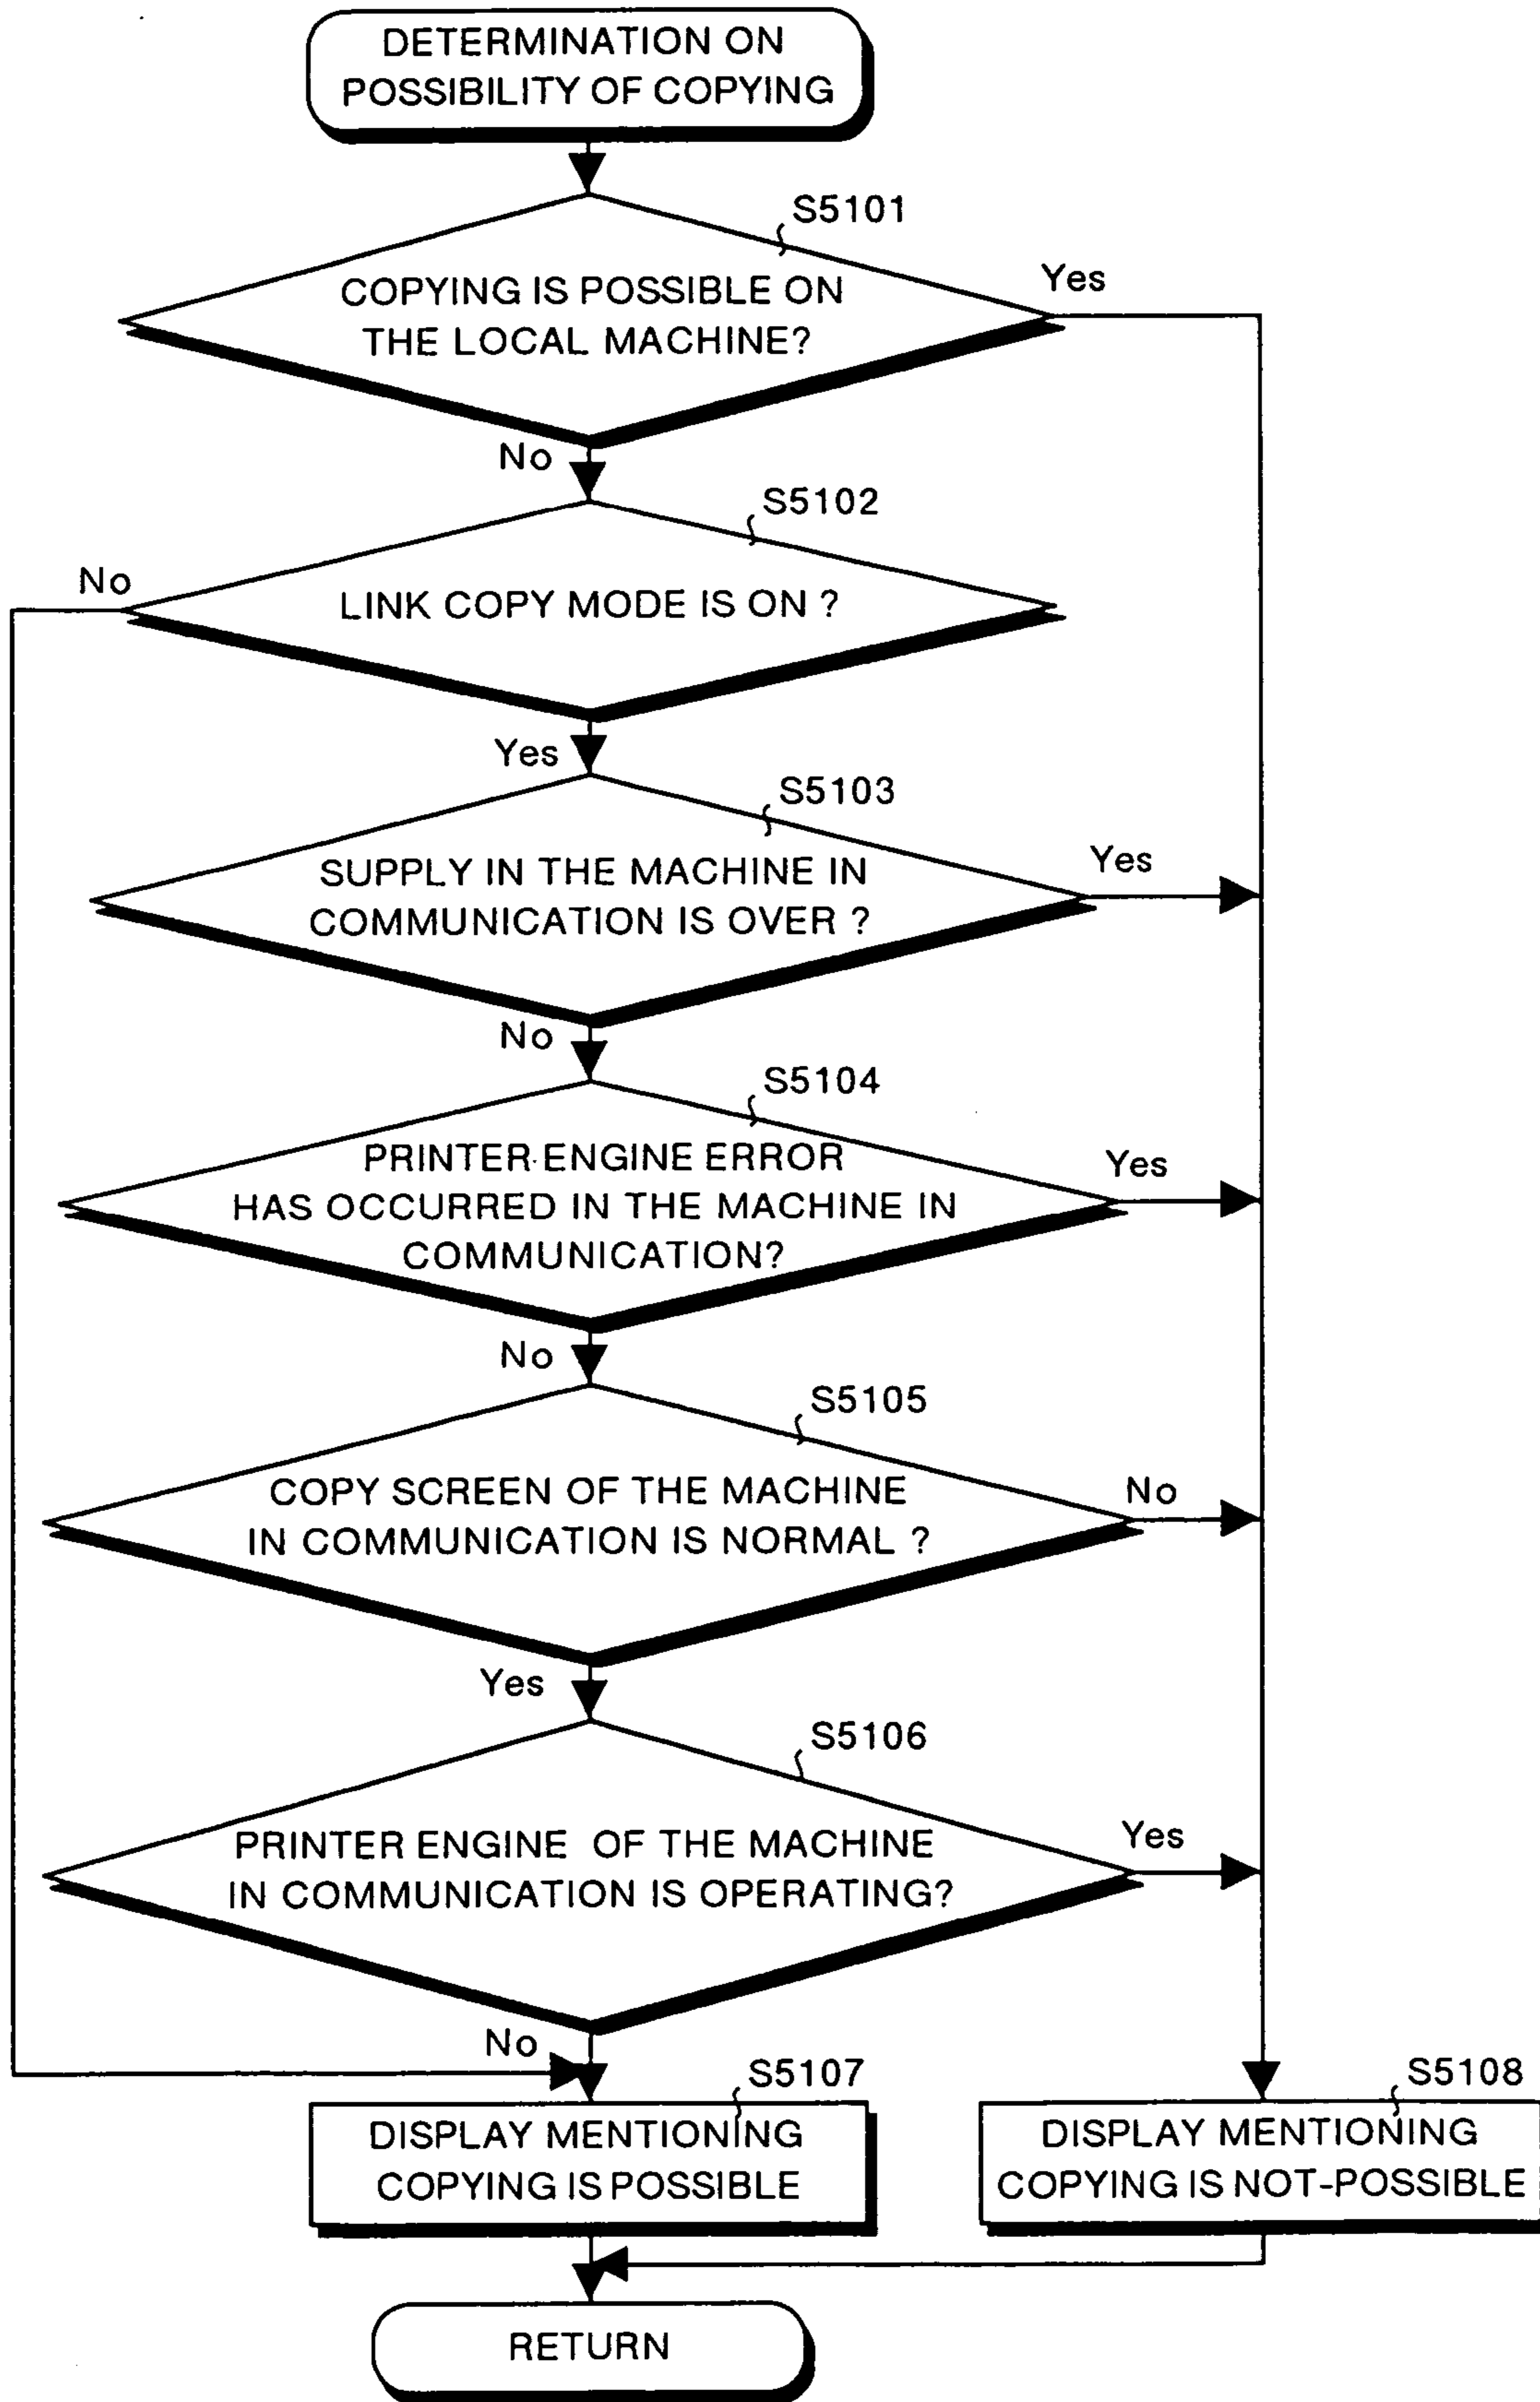 DETERMINATION ON
POSSIBILITY OF COPYING
S5101
COPYING IS POSSIBLE ON
THE LOCAL MACHINE?
Yes
No
S5102
No
LINK COPY MODE IS ON ?
Yes
S5103
SUPPLY IN THE MACHINE IN
COMMUNICATION IS OVER ?
Yes
No
S5104
PRINTER ENGINE ERROR
HAS OCCURRED IN THE MACHINE IN
COMMUNICATION?
Yes
No
S5105
COPY SCREEN OF THE MACHINE
IN COMMUNICATION IS NORMAL ?
No
Yes
S5106
PRINTER ENGINE OF THE MACHINE
IN COMMUNICATION IS OPERATING?
Yes
No
S5107
DISPLAY MENTIONING
COPYING IS POSSIBLE
S5108
DISPLAY MENTIONING
COPYING IS NOT-POSSIBLE
RETURN